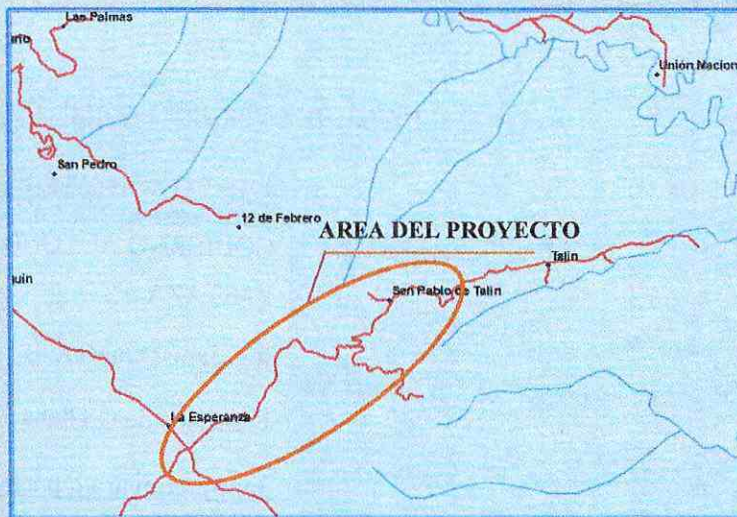 Las Palmas
Unión Nacion
San Pedro
12 de Febrero
AREA DEL PROYECTO
Talin
San Pablo de Talin
quin
La Esperanza